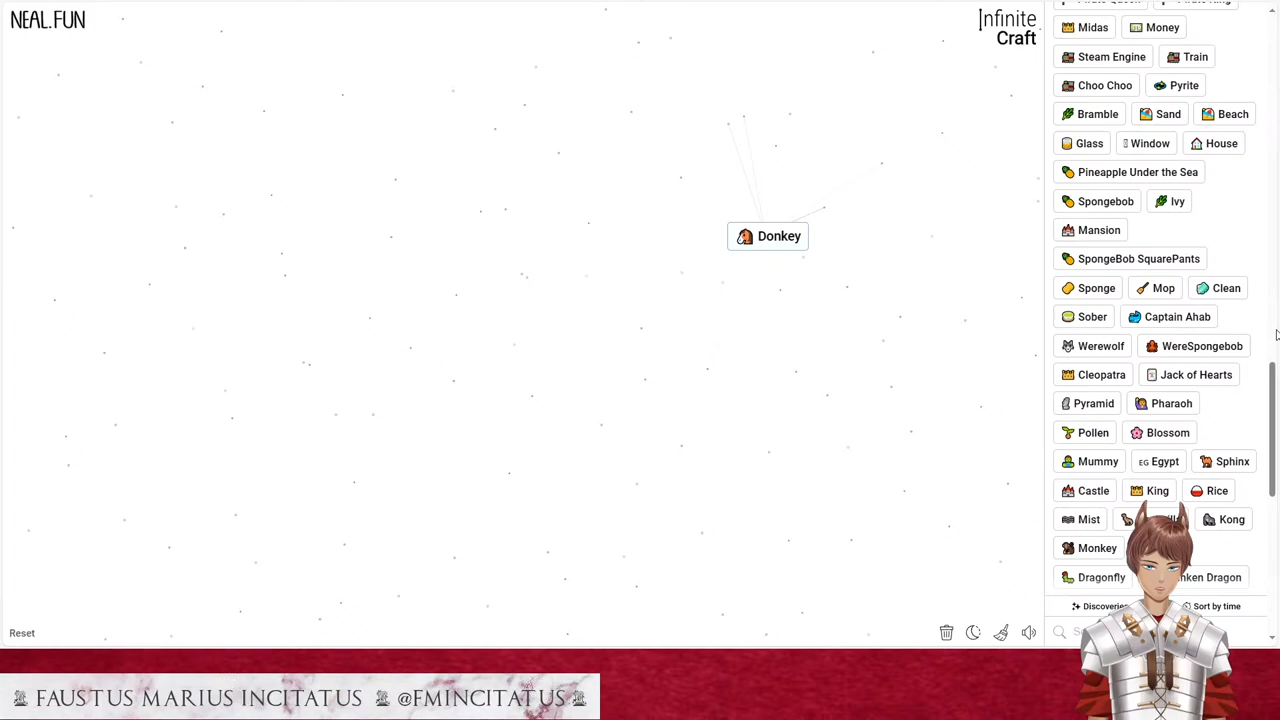 NEAL.FUN
Infinite
Craft
Donkey
Midas Money
Steam Engine Train
Choo Choo Pyrite
Bramble Sand Beach
Glass Window House
Pineapple Under the Sea
Spongebob Ivy
Mansion
SpongeBob SquarePants
Sponge Mop Clean
Sober Captain Ahab
Werewolf WereSpongebob
Cleopatra Jack of Hearts
Pyramid Pharaoh
Pollen Blossom
Mummy EG Egypt Sphinx
Castle King Rice
Mist Kong
Monkey
Dragonfly Dragon
Discoveries Sort by time
Reset
FAUSTUS MARIUS INCITATUS @FMINCITATUS